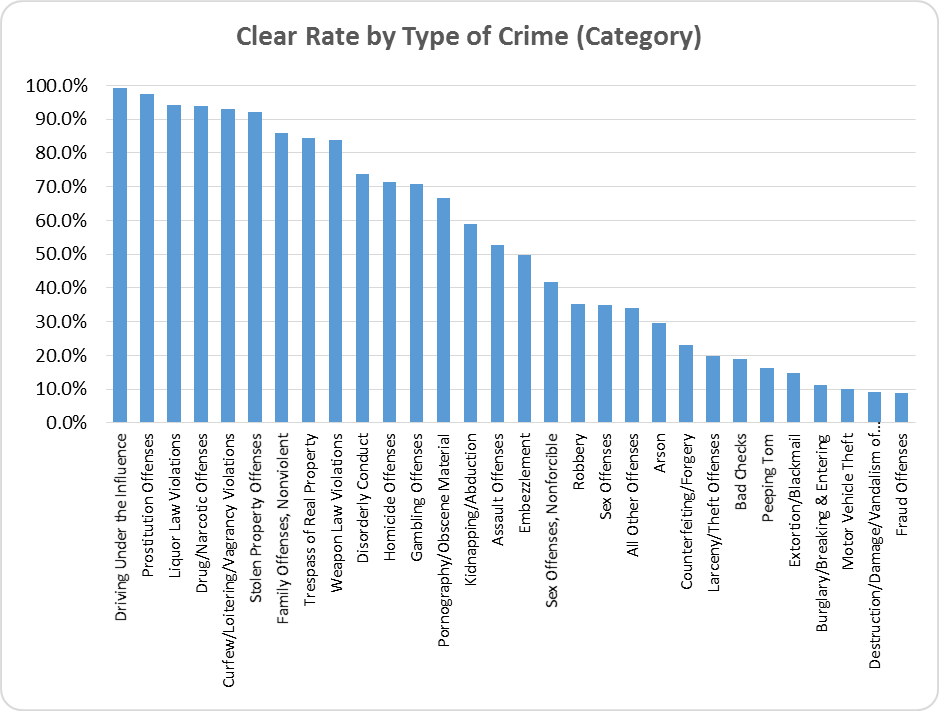 Clear Rate by Type of Crime (Category)
100.0%
90.0%
80.0%
70.0%
60.0%
50.0%
40.0%
30.0%
20.0%
10.0%
0.0%
Driving Under the Influence
Prostitution Offenses
Liquor Law Violations
Drug/Narcotic Offenses
Curfew/Loitering/Vagrancy Violations
Stolen Property Offenses
Family Offenses, Nonviolent
Trespass of Real Property
Weapon Law Violations
Disorderly Conduct
Homicide Offenses
Gambling Offenses
Pornography/Obscene Material
Kidnapping/Abduction
Assault Offenses
Embezzlement
Sex Offenses, Nonforcible
Robbery
Sex Offenses
All Other Offenses
Arson
Counterfeiting/Forgery
Larceny/Theft Offenses
Bad Checks
Peeping Tom
Extortion/Blackmail
Burglary/Breaking & Entering
Motor Vehicle Theft
Destruction/Damage/Vandalism of...
Fraud Offenses